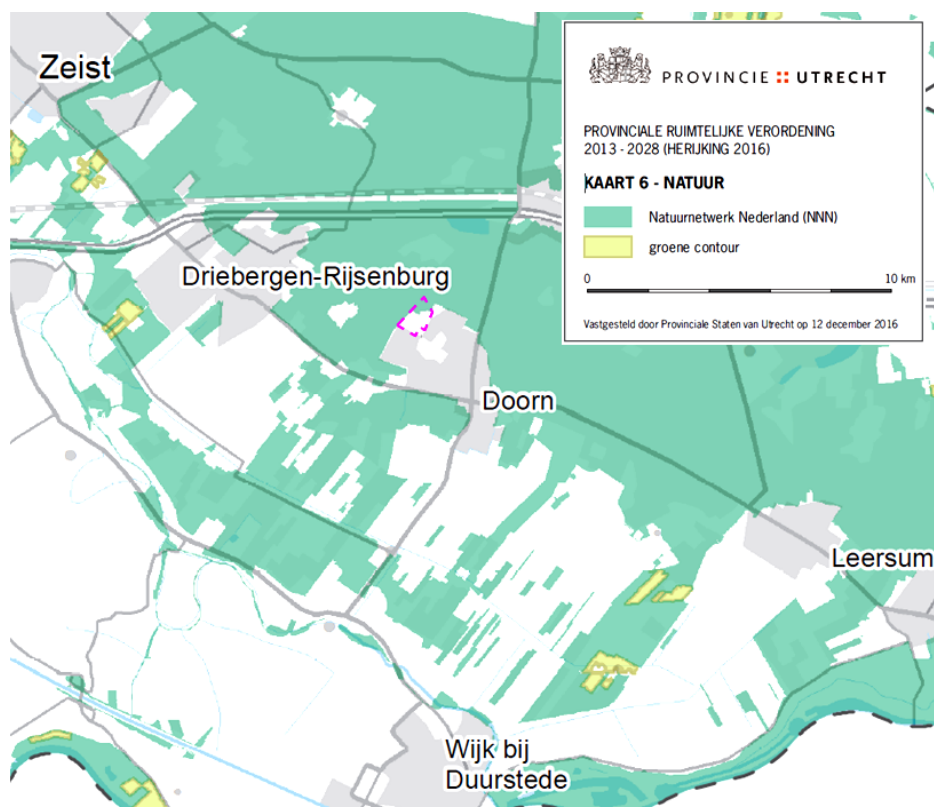 Zeist
PROVINCIE UTRECHT
PROVINCIALE RUIMTELIJKE VERORDENING
2013 - 2028 (HERIJKING 2016)
KAART 6 - NATUUR
Natuurnetwerk Nederland (NNN)
groene contour
0 10 km
Vastgesteld door Provinciale Staten van Utrecht op 12 december 2016
Driebergen-Rijsenburg
Doorn
Leersum
Wijk bij
Duurstede